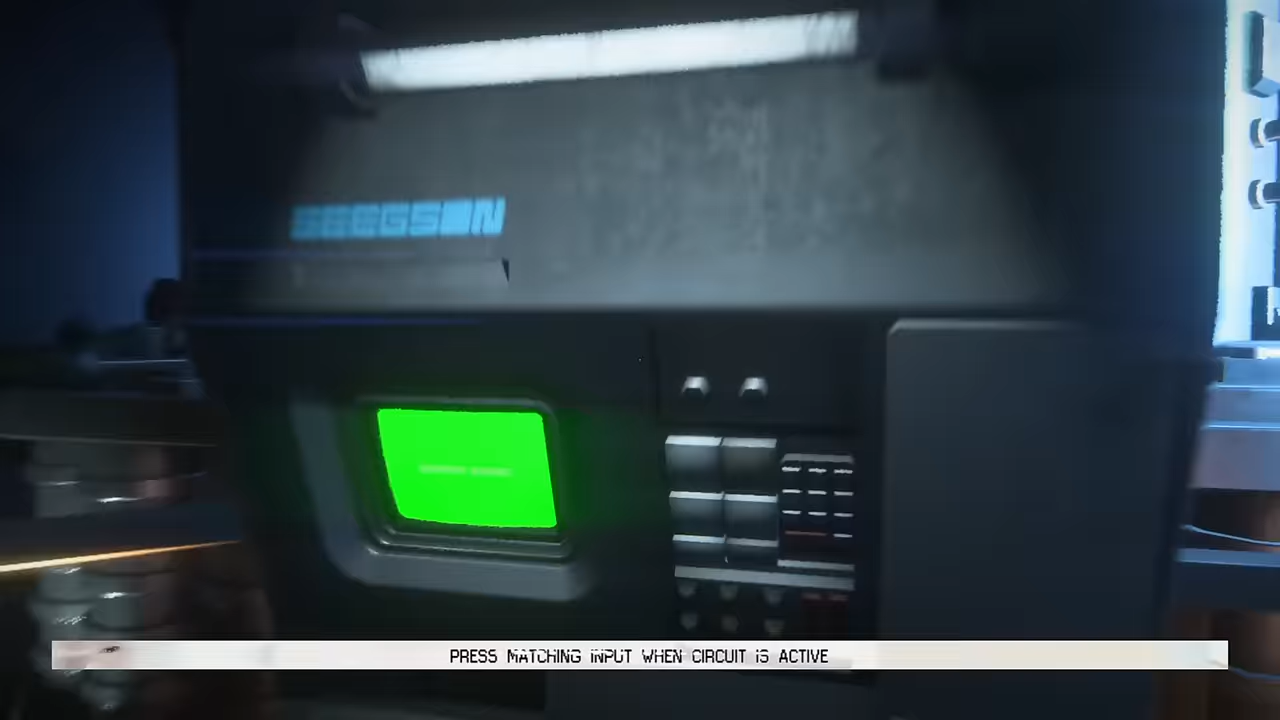 SEEGSON
PRESS MATCHING INPUT WHEN CIRCUIT IS ACTIVE